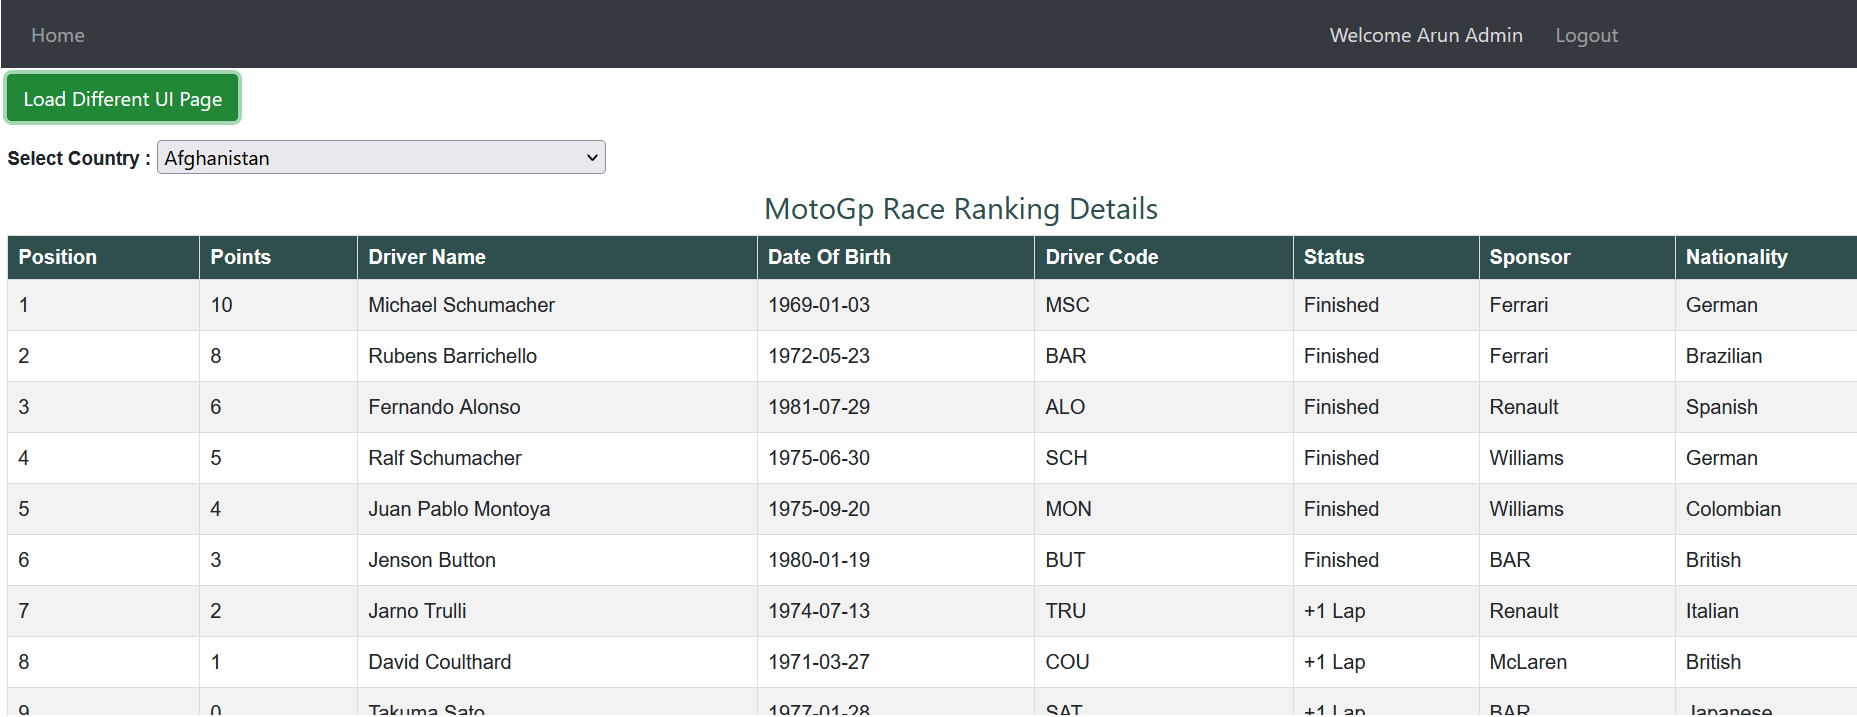 Home Welcome Arun Admin Logout
Load Different UI Page
Select Country : Afghanistan
MotoGp Race Ranking Details
Position Points Driver Name Date Of Birth Driver Code Status Sponsor Nationality
1 10 Michael Schumacher 1969-01-03 MSC Finished Ferrari German
2 8 Rubens Barrichello 1972-05-23 BAR Finished Ferrari Brazilian
3 6 Fernando Alonso 1981-07-29 ALO Finished Renault Spanish
4 5 Ralf Schumacher 1975-06-30 SCH Finished Williams German
5 4 Juan Pablo Montoya 1975-09-20 MON Finished Williams Colombian
6 3 Jenson Button 1980-01-19 BUT Finished BAR British
7 2 Jarno Trulli 1974-07-13 TRU +1 Lap Renault Italian
8 1 David Coulthard 1971-03-27 COU +1 Lap McLaren British
9 0 Takuma Sato 1977-01-28 SAT +1 Lap BAR Japanese